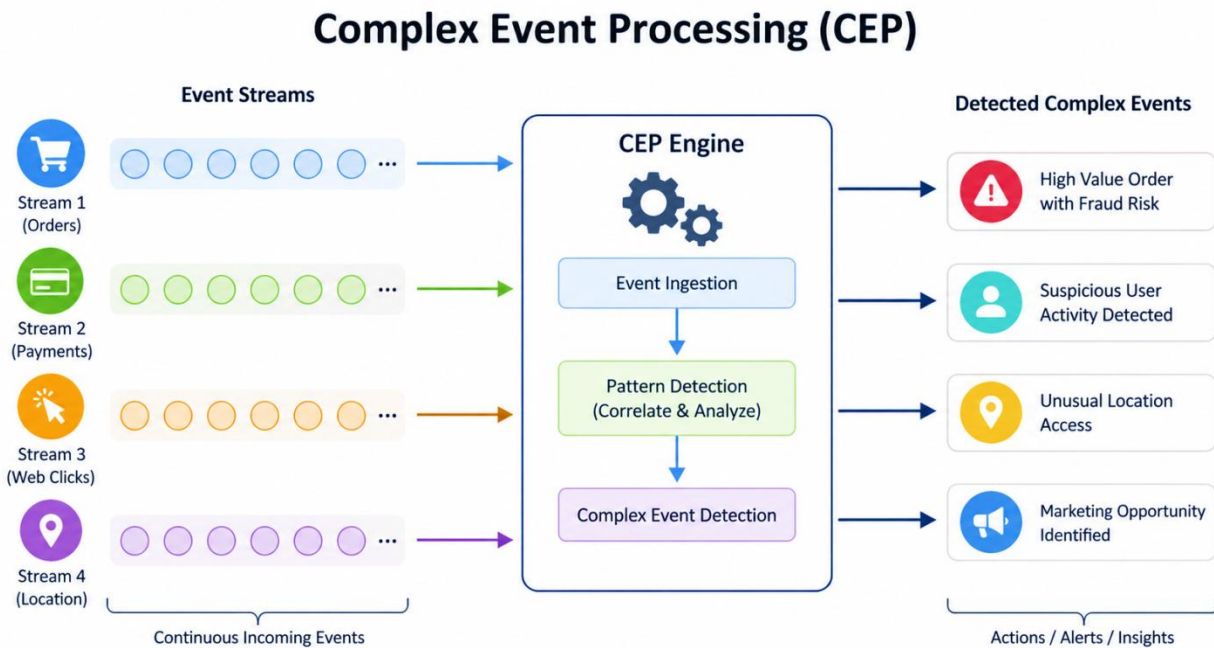 Complex Event Processing (CEP)
Event Streams
Stream 1
(Orders)
...
Stream 2
(Payments)
...
Stream 3
(Web Clicks)
...
Stream 4
(Location)
...
Continuous Incoming Events
CEP Engine
Event Ingestion
Pattern Detection
(Correlate & Analyze)
Complex Event Detection
Detected Complex Events
High Value Order
with Fraud Risk
Suspicious User
Activity Detected
Unusual Location
Access
Marketing Opportunity
Identified
Actions / Alerts / Insights